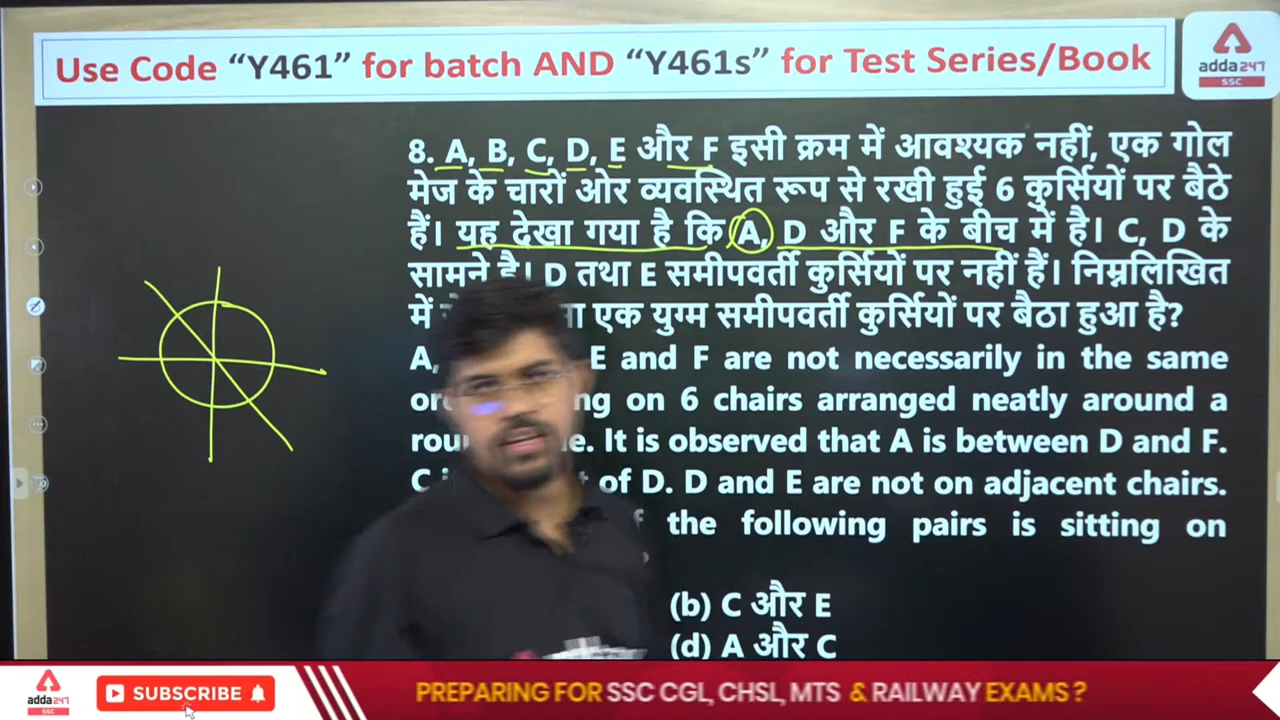 Use Code “Y461” for batch AND “Y461s” for Test Series/Book
adda247
SSC
8. A, B, C, D, E और F इसी क्रम में आवश्यक नहीं, एक गोल
मेज के चारों ओर व्यवस्थित रूप से रखी हुई 6 कुर्सियों पर बैठे
हैं। यह देखा गया है कि A, D और F के बीच में है। C, D के
सामने है। D तथा E समीपवर्ती कुर्सियों पर नहीं हैं। निम्नलिखित
में एक युग्म समीपवर्ती कुर्सियों पर बैठा हुआ है?
A, E and F are not necessarily in the same
on 6 chairs arranged neatly around a
It is observed that A is between D and F.
C of D. D and E are not on adjacent chairs.
the following pairs is sitting on
(b) C और E
(d) A और C
adda247
SSC
SUBSCRIBE
PREPARING FOR SSC CGL, CHSL, MTS & RAILWAY EXAMS ?